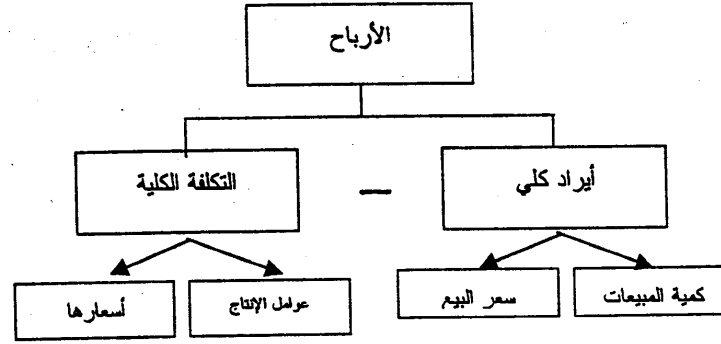 الأرباح
أيراد كلي
–
التكلفة الكلية
كمية المبيعات
سعر البيع
عوامل الإنتاج
أسعارها